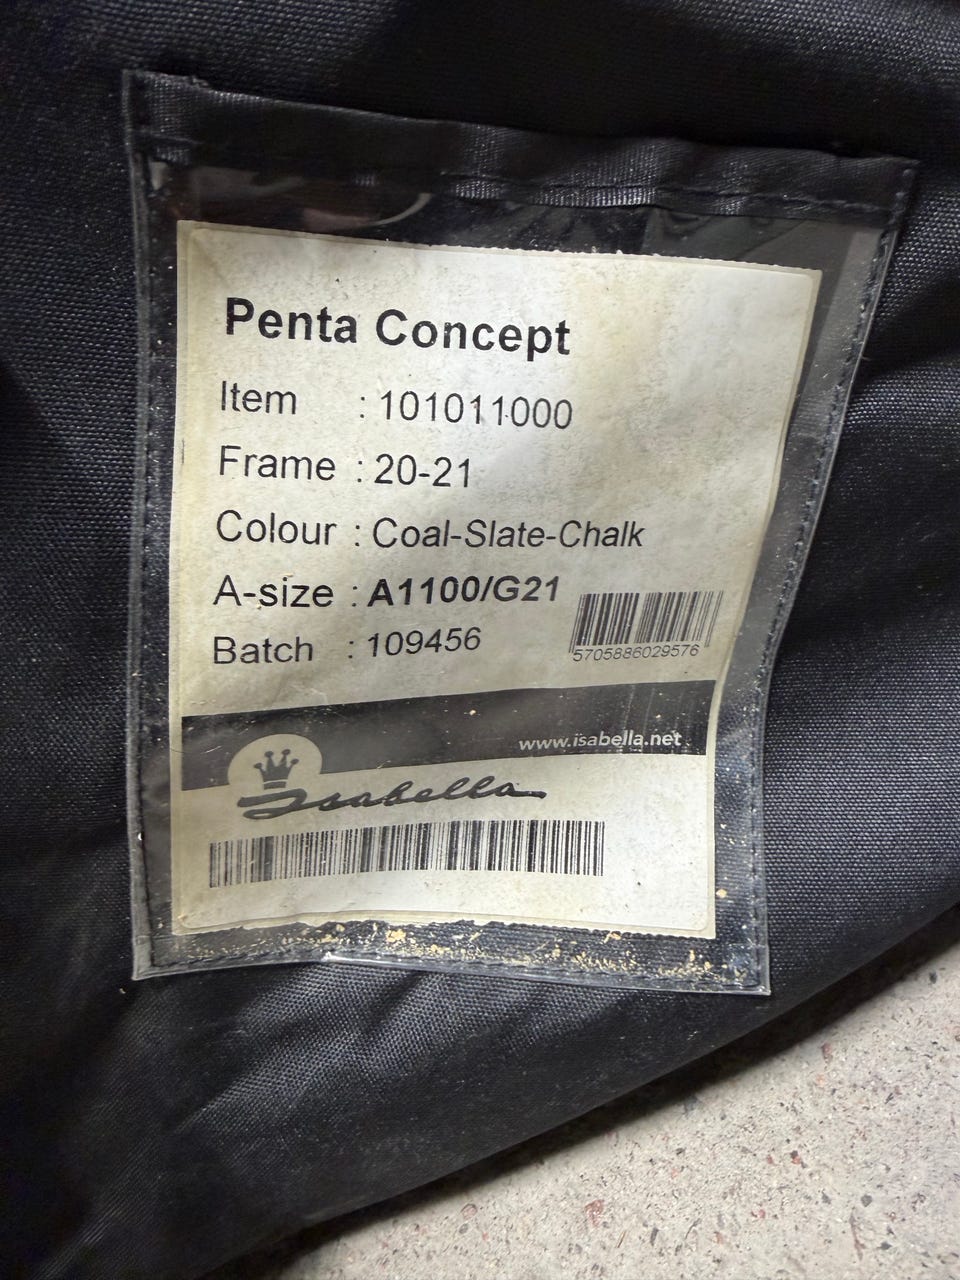 Penta Concept
Item : 101011000
Frame : 20-21
Colour : Coal-Slate-Chalk
A-size : A1100/G21
Batch : 109456
5705886029576
www.isabella.net
Isabella